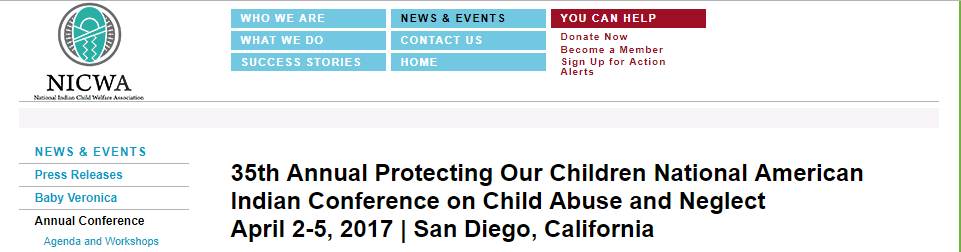 NICWA
National Indian Child Welfare Association
WHO WE ARE
WHAT WE DO
SUCCESS STORIES
NEWS & EVENTS
CONTACT US
HOME
YOU CAN HELP
Donate Now
Become a Member
Sign Up for Action
Alerts
NEWS & EVENTS
Press Releases
Baby Veronica
Annual Conference
Agenda and Workshops
35th Annual Protecting Our Children National American
Indian Conference on Child Abuse and Neglect
April 2-5, 2017 | San Diego, California